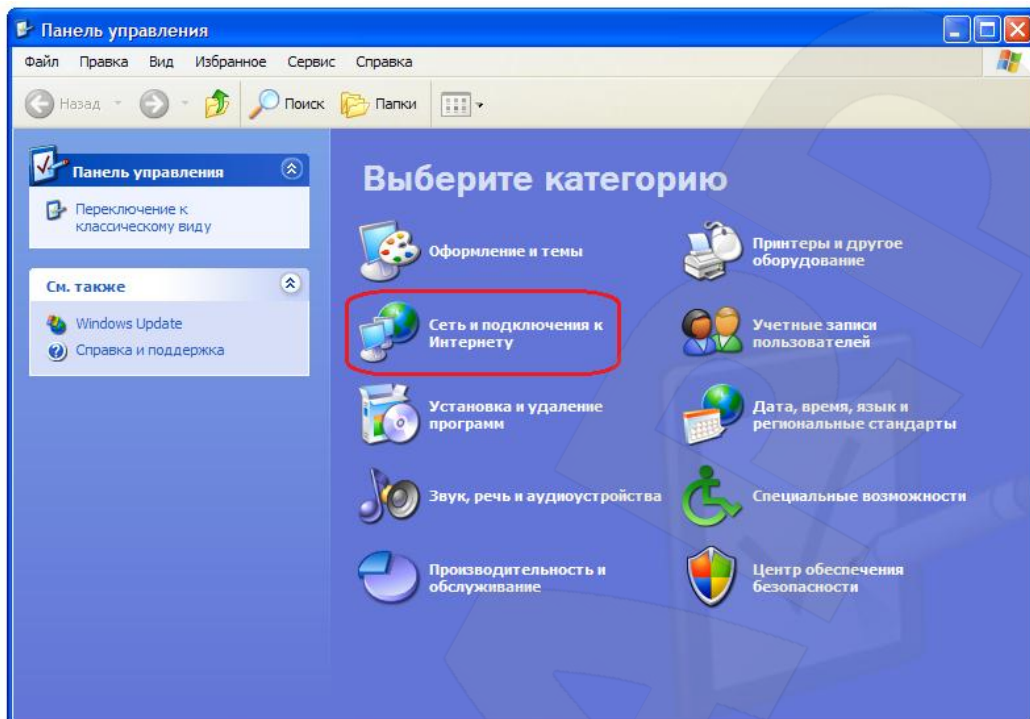 Панель управления
Файл Правка Вид Избранное Сервис Справка
Назад Поиск Папки
Панель управления
Переключение к
классическому виду
См. также
Windows Update
Справка и поддержка
Выберите категорию
Оформление и темы
Принтеры и другое
оборудование
Сеть и подключения к
Интернету
Учетные записи
пользователей
Установка и удаление
программ
Дата, время, язык и
региональные стандарты
Звук, речь и аудиоустройства
Специальные возможности
Производительность и
обслуживание
Центр обеспечения
безопасности